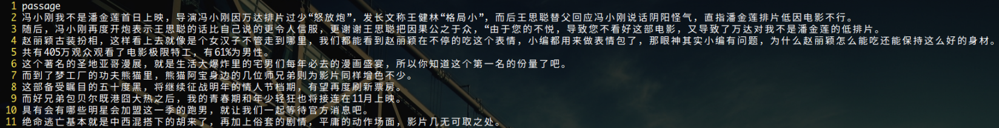 1 passage
2 冯小刚我不是潘金莲首日上映，导演冯小刚因万达排片过少“怒放炮”，发长文称王健林“格局小”，而后王思聪替父回应冯小刚说话阴阳怪气，直指潘金莲排片低因电影不行。
3 随后，冯小刚再度开炮表示王思聪的话比自己说的更令人信服，更谢谢王思聪把因果公之于众，“由于您的不悦，导致您不看好这部电影，又导致了万达对我不是潘金莲的低排片。
4 赵丽颖古装扮相，这样看上去就像是个女汉子不管走到哪里，我们都能看到赵丽颖在不停的吃这个表情，小编都用来做表情包了，那眼神其实小编有问题，为什么赵丽颖怎么能吃还能保持这么好的身材。
5 共有405万观众观看了电影极限特工，有61%为男性。
6 这个著名的圣地亚哥漫展，就是生活大爆炸里的宅男们每年必去的漫画盛宴，所以你知道这个第一名的份量了吧。
7 而到了梦工厂的功夫熊猫里，熊猫阿宝身边的几位师兄弟则为影片同样增色不少。
8 这部备受瞩目的五十度黑，将继续征战明年的情人节档期，有望再度刷新票房。
9 而好兄弟包贝尔既港囧大热之后，我的青春期和年少轻狂也将接连在11月上映。
10 具有会有哪些明星会加盟这一季的跑男，就让我们一起等待官方消息吧。
11 绝命逃亡基本就是中西混搭下的胡来了，再加上俗套的剧情，平庸的动作场面，影片几无可取之处。